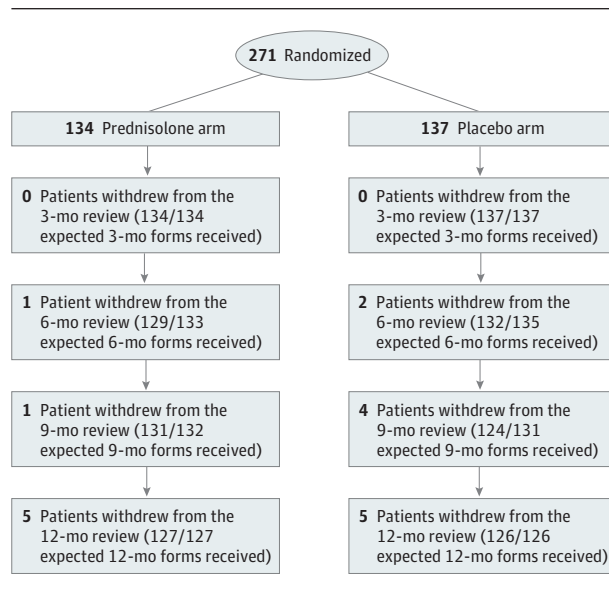 271 Randomized
134 Prednisolone arm
0 Patients withdrew from the
3-mo review (134/134
expected 3-mo forms received)
1 Patient withdrew from the
6-mo review (129/133
expected 6-mo forms received)
1 Patient withdrew from the
9-mo review (131/132
expected 9-mo forms received)
5 Patients withdrew from the
12-mo review (127/127
expected 12-mo forms received)
137 Placebo arm
0 Patients withdrew from the
3-mo review (137/137
expected 3-mo forms received)
2 Patients withdrew from the
6-mo review (132/135
expected 6-mo forms received)
4 Patients withdrew from the
9-mo review (124/131
expected 9-mo forms received)
5 Patients withdrew from the
12-mo review (126/126
expected 12-mo forms received)